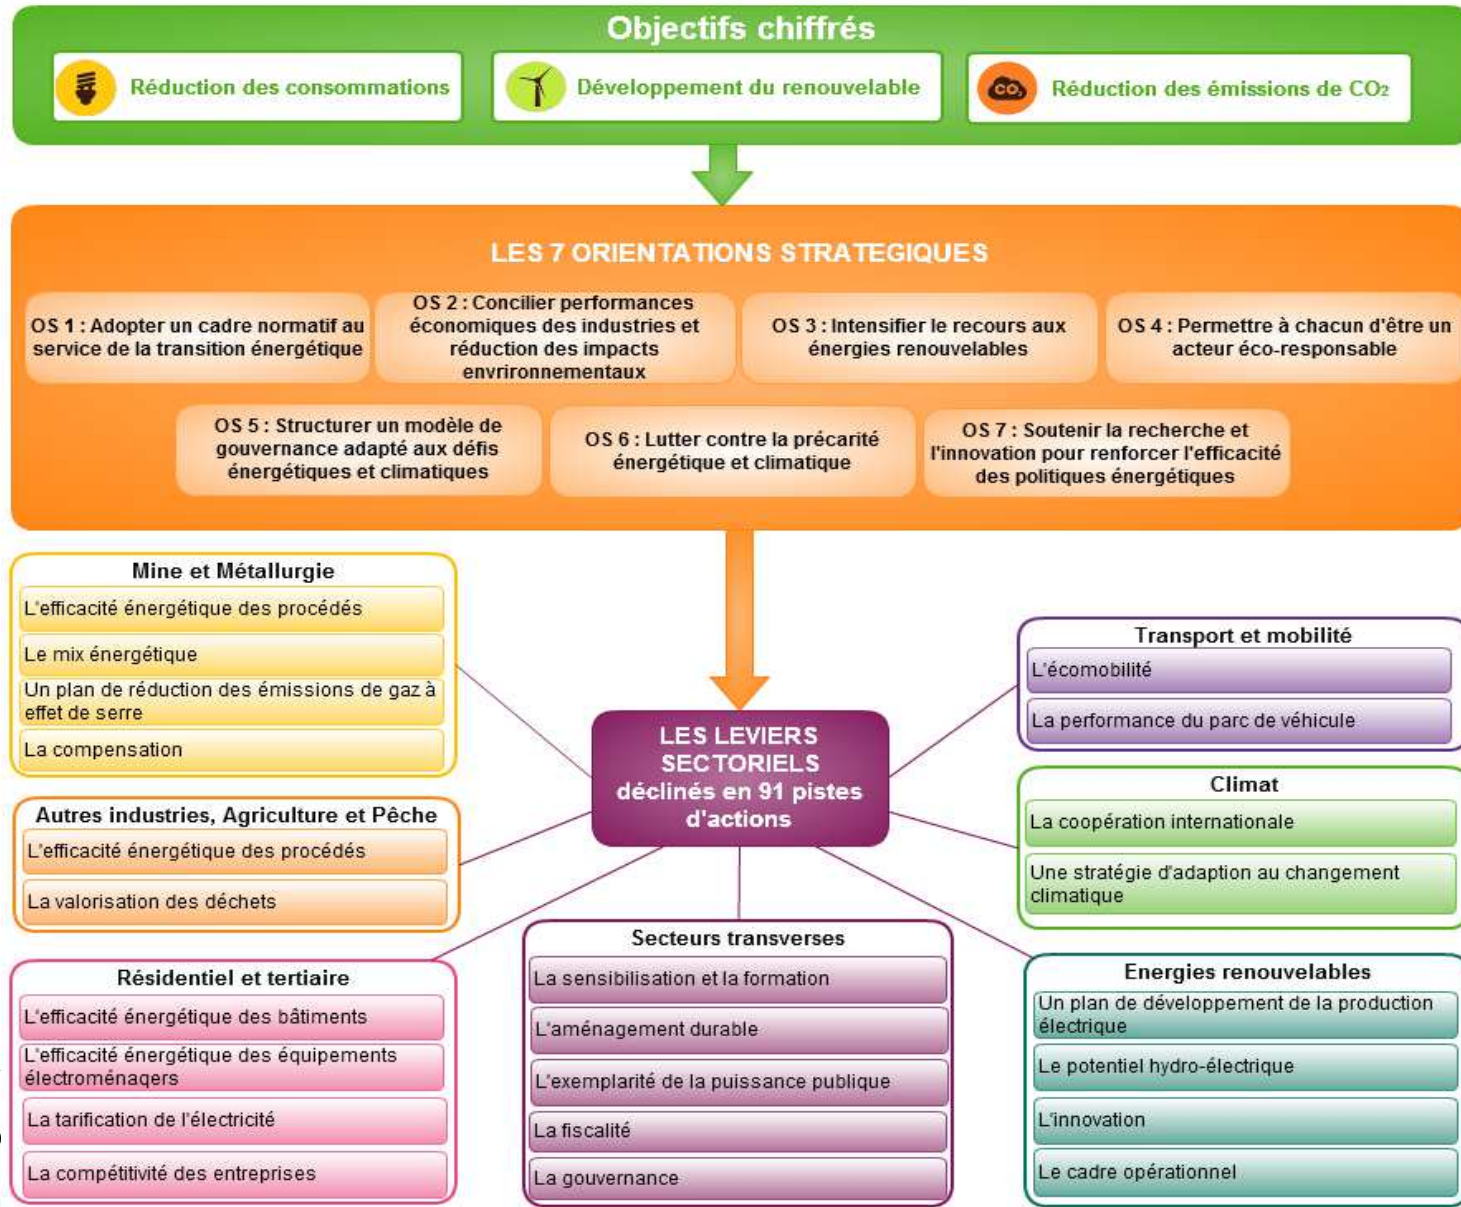 Objectifs chiffrés
Réduction des consommations
Développement du renouvelable
CO₂
Réduction des émissions de CO₂
LES 7 ORIENTATIONS STRATEGIQUES
OS 1 : Adopter un cadre normatif au
service de la transition énergétique
OS 2 : Concilier performances
économiques des industries et
réduction des impacts
envrironnementaux
OS 3 : Intensifier le recours aux
énergies renouvelables
OS 4 : Permettre à chacun d'être un
acteur éco-responsable
OS 5 : Structurer un modèle de
gouvernance adapté aux défis
énergétiques et climatiques
OS 6 : Lutter contre la précarité
énergétique et climatique
OS 7 : Soutenir la recherche et
l'innovation pour renforcer l'efficacité
des politiques énergétiques
Mine et Métallurgie
L'efficacité énergétique des procédés
Le mix énergétique
Un plan de réduction des émissions de gaz à
effet de serre
La compensation
Autres industries, Agriculture et Pêche
L'efficacité énergétique des procédés
La valorisation des déchets
Résidentiel et tertiaire
L'efficacité énergétique des bâtiments
L'efficacité énergétique des équipements
électroménagers
La tarification de l'électricité
La compétitivité des entreprises
LES LEVIERS
SECTORIELS
déclinés en 91 pistes
d'actions
Secteurs transverses
La sensibilisation et la formation
L'aménagement durable
L'exemplarité de la puissance publique
La fiscalité
La gouvernance
Transport et mobilité
L'écomobilité
La performance du parc de véhicule
Climat
La coopération internationale
Une stratégie d'adaption au changement
climatique
Energies renouvelables
Un plan de développement de la production
électrique
Le potentiel hydro-électrique
L'innovation
Le cadre opérationnel